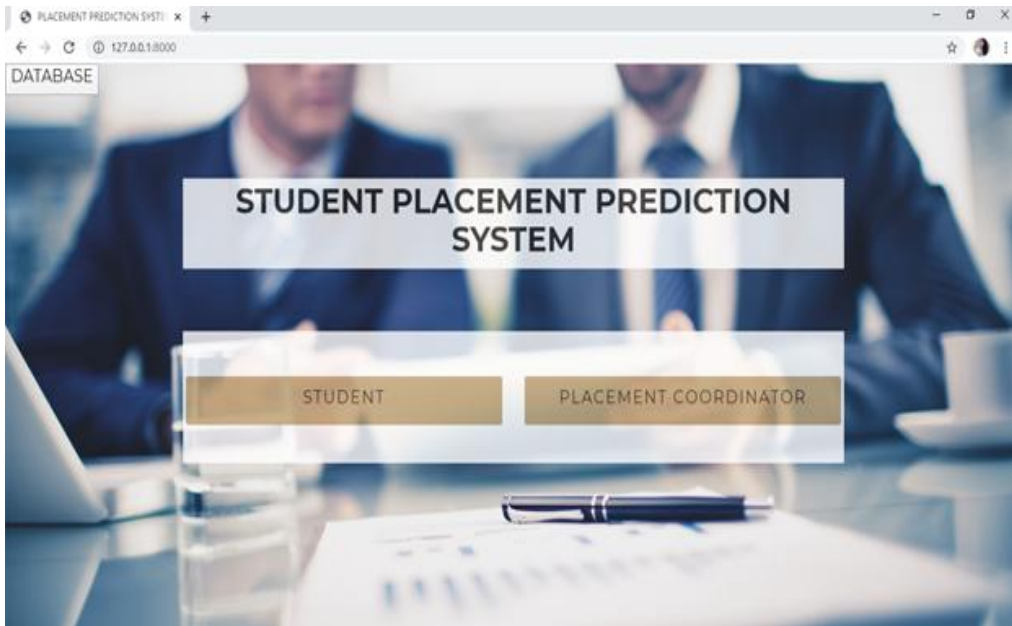 PLACEMENT PREDICTION SYSTE
127.0.0.1:8000
DATABASE
STUDENT PLACEMENT PREDICTION
SYSTEM
STUDENT
PLACEMENT COORDINATOR